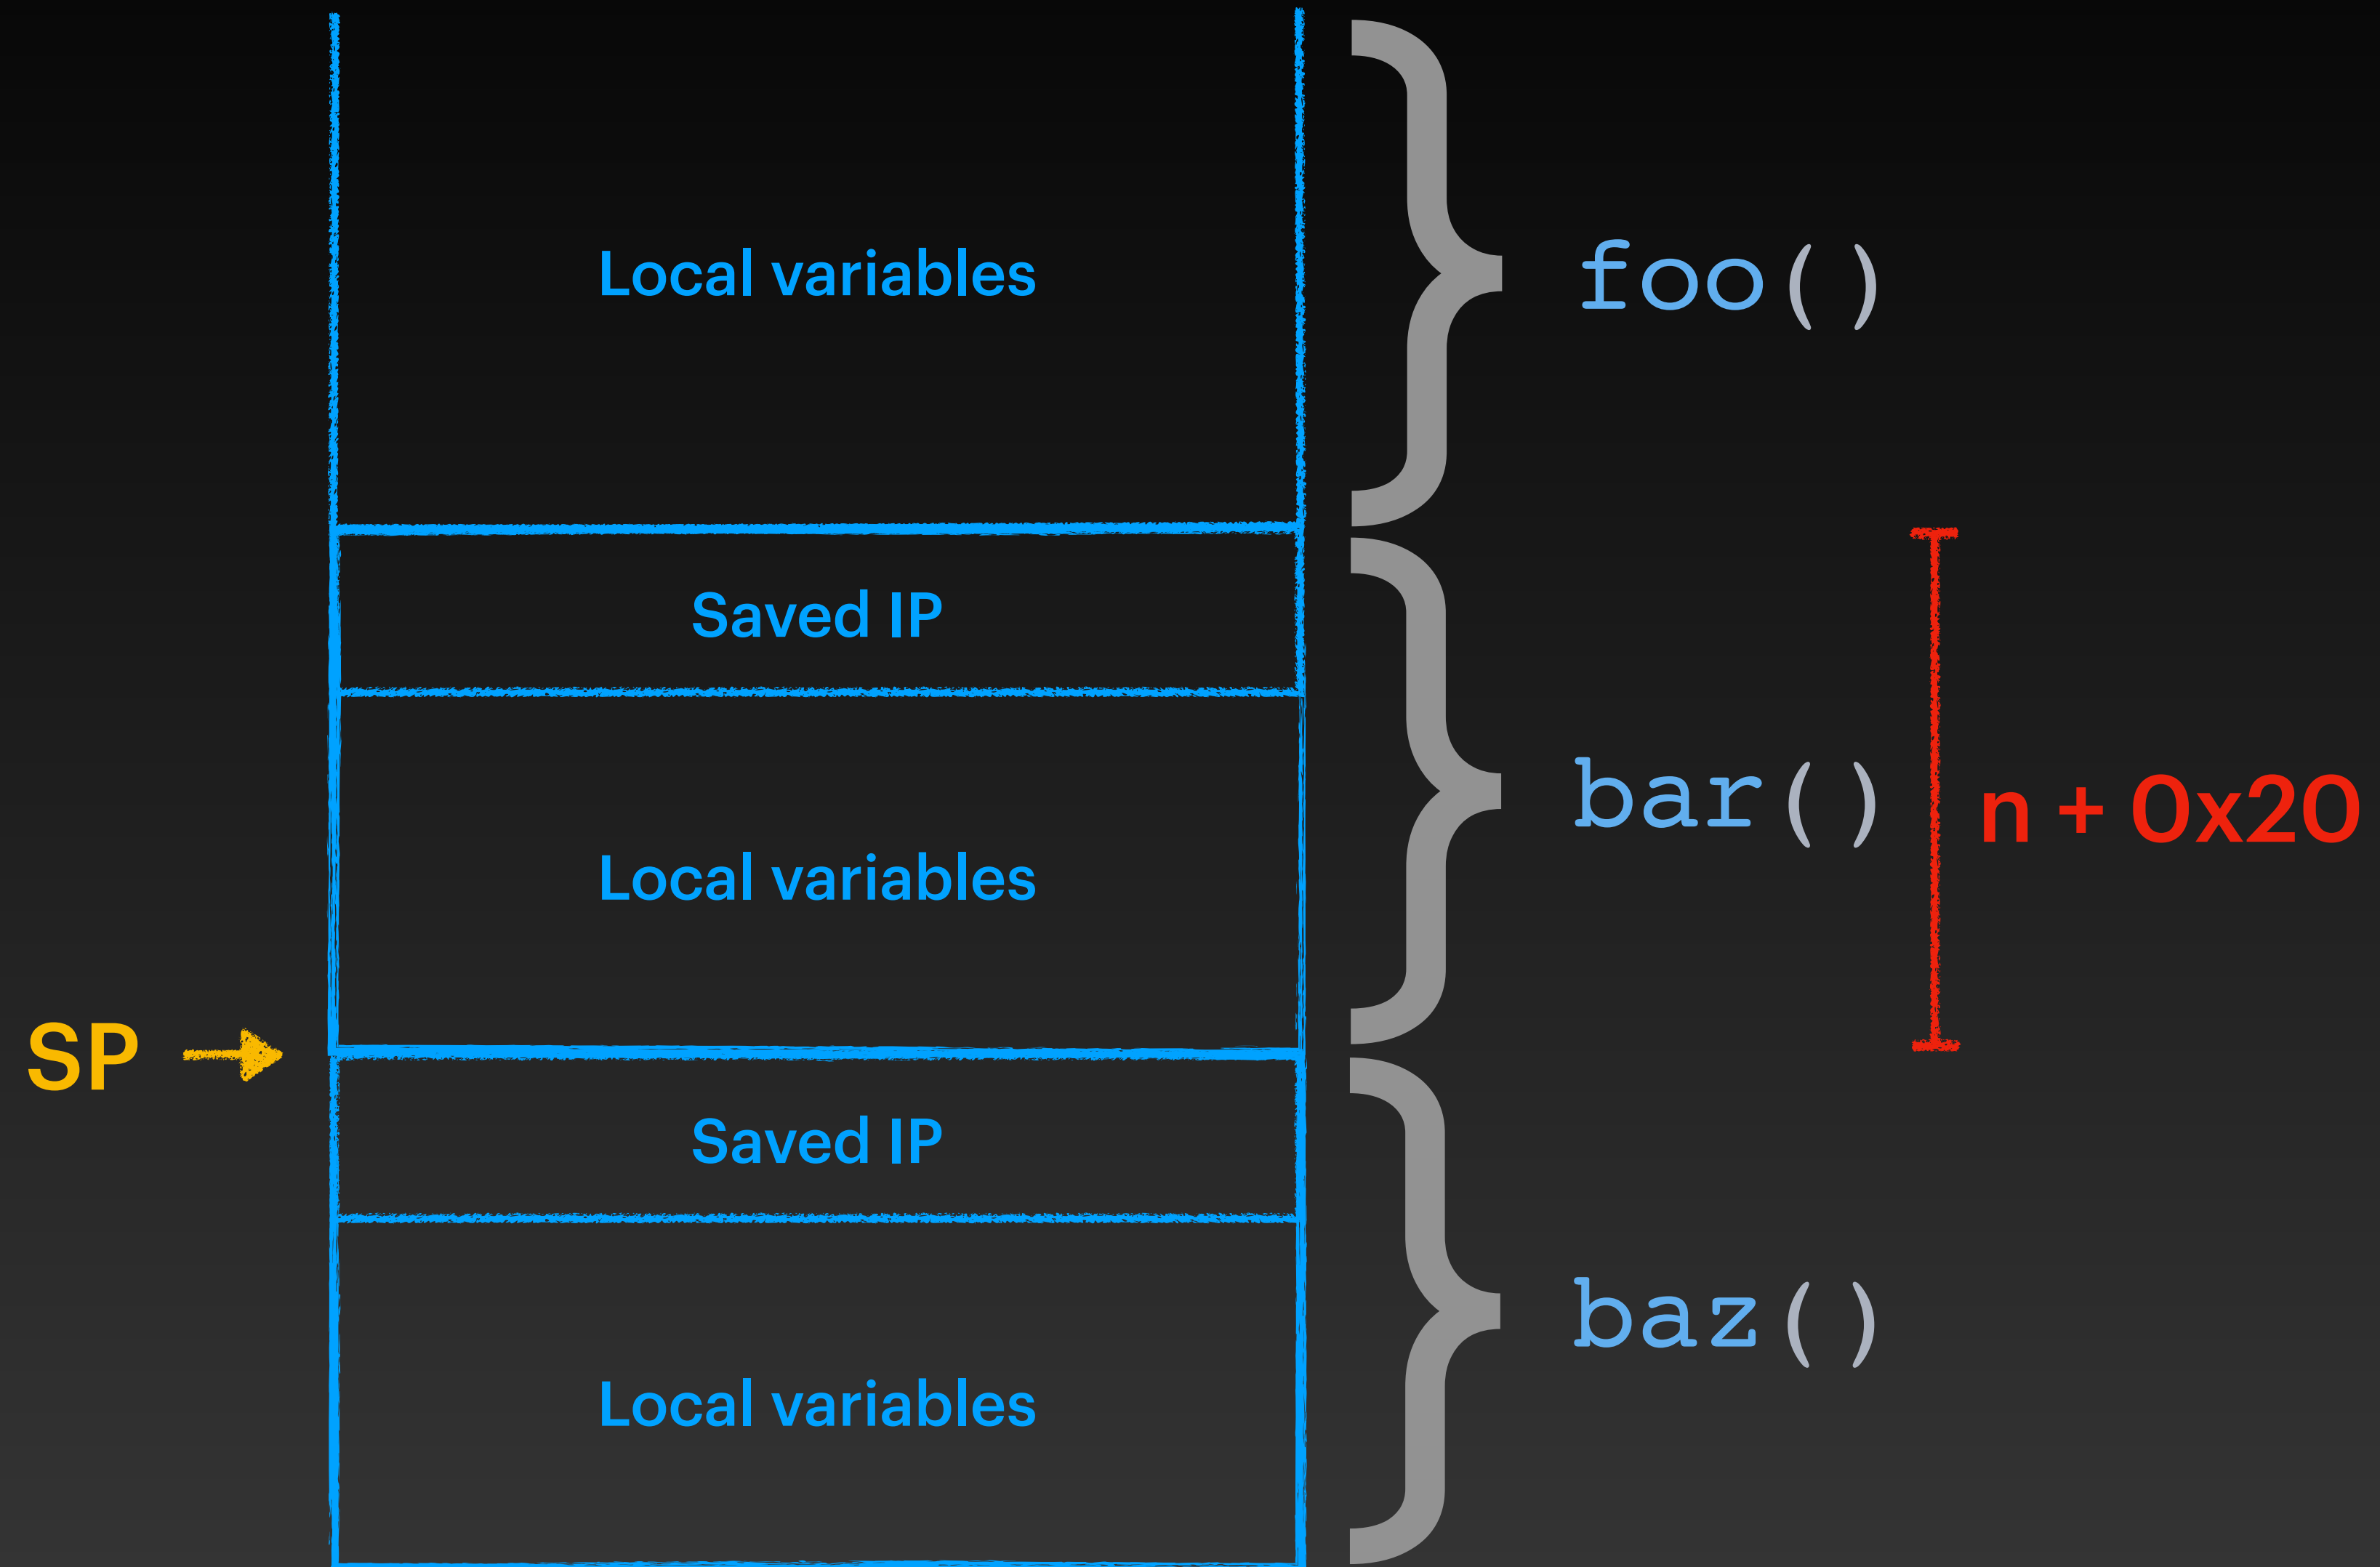 Local variables
foo()
Saved IP
bar()
n + 0x20
Local variables
SP
Saved IP
baz()
Local variables